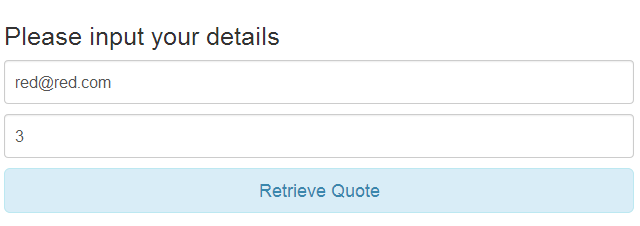 Please input your details
red@red.com
3
Retrieve Quote